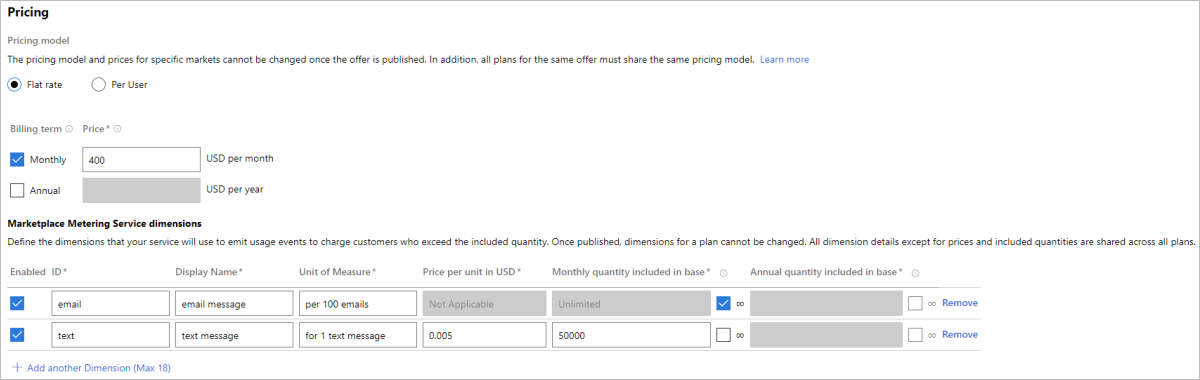 Pricing
Pricing model
The pricing model and prices for specific markets cannot be changed once the offer is published. In addition, all plans for the same offer must share the same pricing model. Learn more
Flat rate Per User
Billing term Price*
Monthly 400 USD per month
Annual USD per year
Marketplace Metering Service dimensions
Define the dimensions that your service will use to emit usage events to charge customers who exceed the included quantity. Once published, dimensions for a plan cannot be changed. All dimension details except for prices and included quantities are shared across all plans.
Enabled ID* Display Name* Unit of Measure* Price per unit in USD* Monthly quantity included in base* Annual quantity included in base*
email email message per 100 emails Not Applicable Unlimited ∞ ∞ Remove
text text message for 1 text message 0.005 50000 ∞ ∞ Remove
+ Add another Dimension (Max 18)